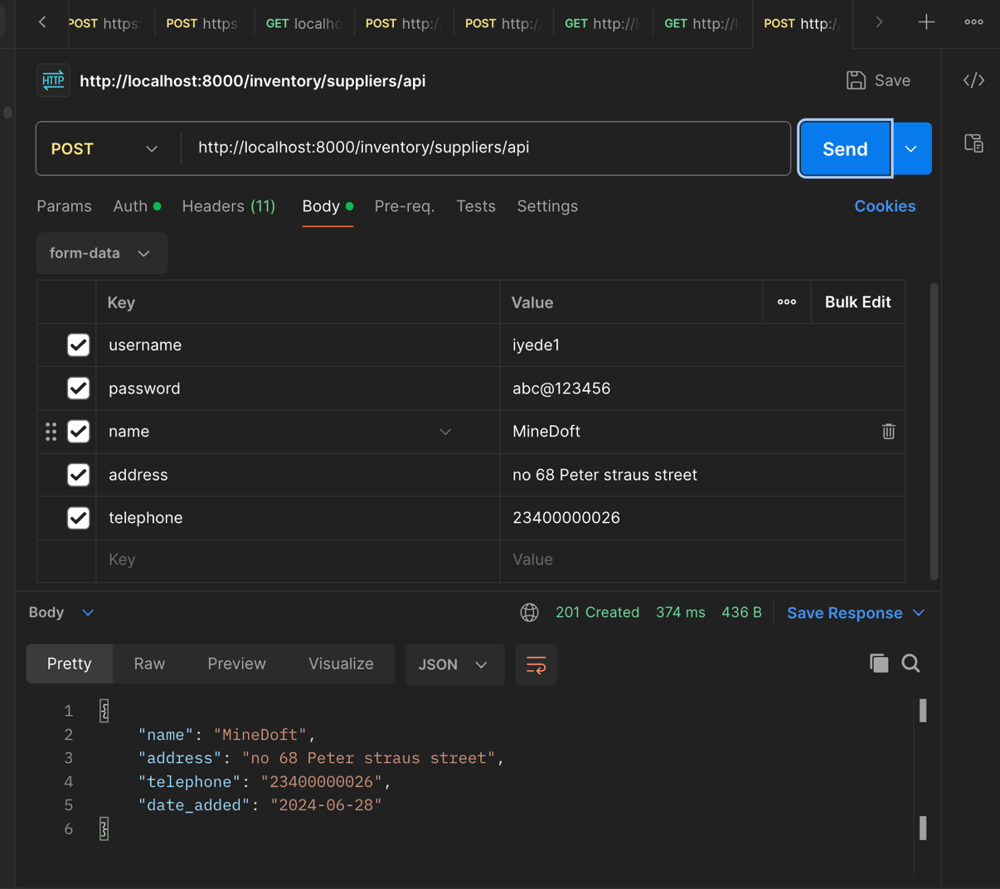 POST https: POST https: GET localho POST http:/ POST http:/ GET http://l GET http://l POST http:/
HTTP http://localhost:8000/inventory/suppliers/api Save </>
POST http://localhost:8000/inventory/suppliers/api Send
Params Auth Headers (11) Body Pre-req. Tests Settings Cookies
form-data
Key Value Bulk Edit
username iyede1
password abc@123456
name MineDoft
address no 68 Peter straus street
telephone 23400000026
Key Value
Body 201 Created 374 ms 436 B Save Response
Pretty Raw Preview Visualize JSON
1 {
2 "name": "MineDoft",
3 "address": "no 68 Peter straus street",
4 "telephone": "23400000026",
5 "date_added": "2024-06-28"
6 }